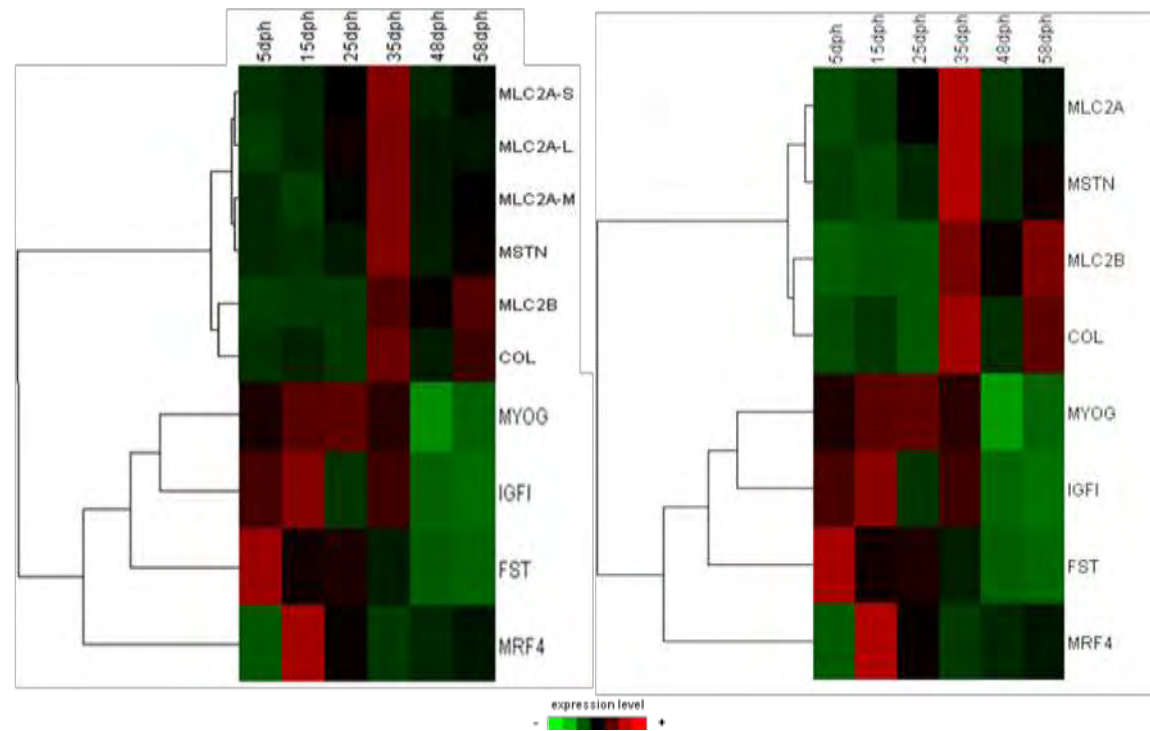 5dph 15dph 25dph 35dph 48dph 58dph
MLC2A-S
MLC2A-L
MLC2A-M
MSTN
MLC2B
COL
MYOG
IGFI
FST
MRF4
5dph 15dph 25dph 35dph 48dph 58dph
MLC2A
MSTN
MLC2B
COL
MYOG
IGFI
FST
MRF4
expression level
- +